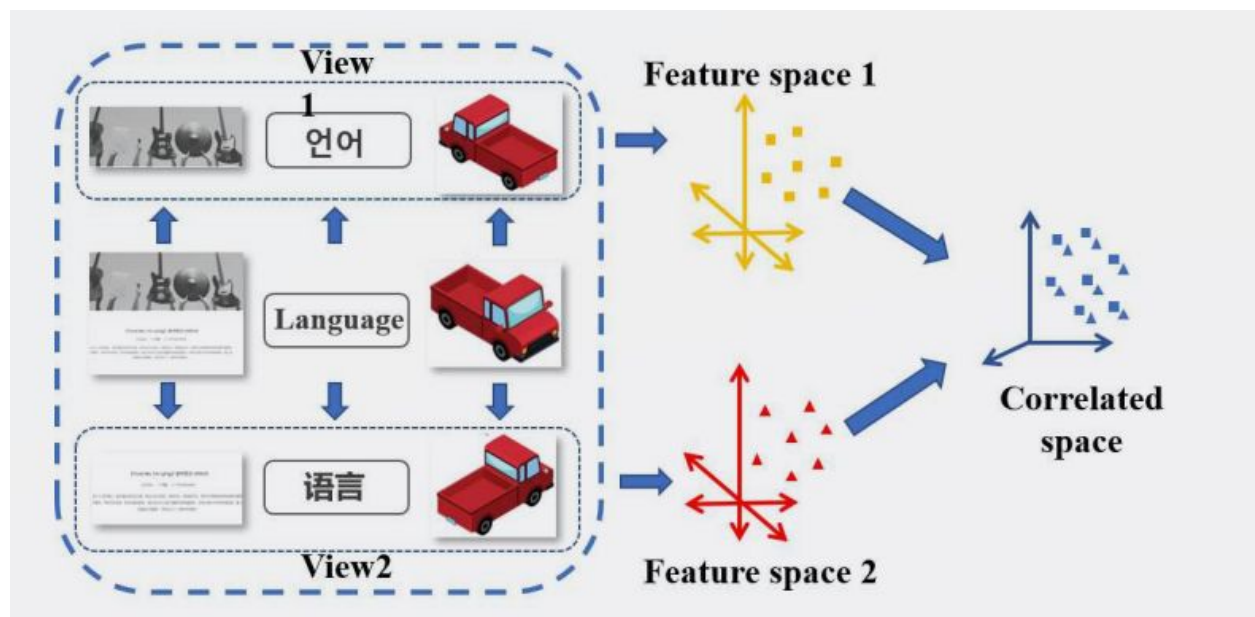 View
1
Feature space 1
언어
Language
语言
View2
Feature space 2
Correlated
space